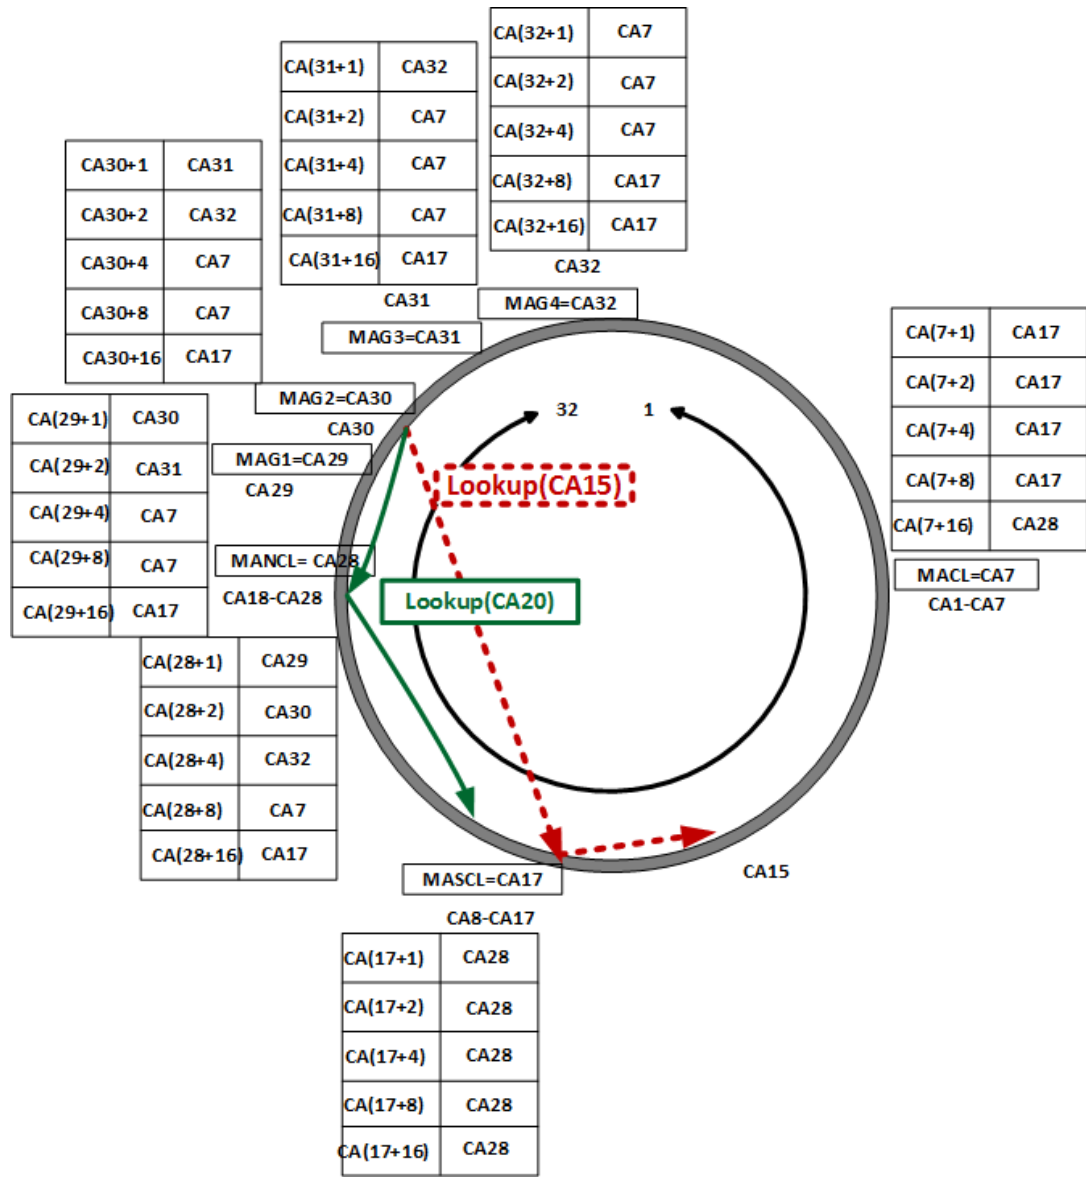 CA(32+1) CA7
CA(32+2) CA7
CA(32+4) CA7
CA(32+8) CA17
CA(32+16) CA17
CA32
CA(31+1) CA32
CA(31+2) CA7
CA(31+4) CA7
CA(31+8) CA7
CA(31+16) CA17
CA31
CA30+1 CA31
CA30+2 CA32
CA30+4 CA7
CA30+8 CA7
CA30+16 CA17
MAG4=CA32
MAG3=CA31
MAG2=CA30
CA30
MAG1=CA29
CA29
CA(29+1) CA30
CA(29+2) CA31
CA(29+4) CA7
CA(29+8) CA7
CA(29+16) CA17
MANCL= CA28
CA18-CA28
32 1
Lookup(CA15)
Lookup(CA20)
CA(7+1) CA17
CA(7+2) CA17
CA(7+4) CA17
CA(7+8) CA17
CA(7+16) CA28
MACL=CA7
CA1-CA7
CA(28+1) CA29
CA(28+2) CA30
CA(28+4) CA32
CA(28+8) CA7
CA(28+16) CA17
CA15
MASCL=CA17
CA8-CA17
CA(17+1) CA28
CA(17+2) CA28
CA(17+4) CA28
CA(17+8) CA28
CA(17+16) CA28